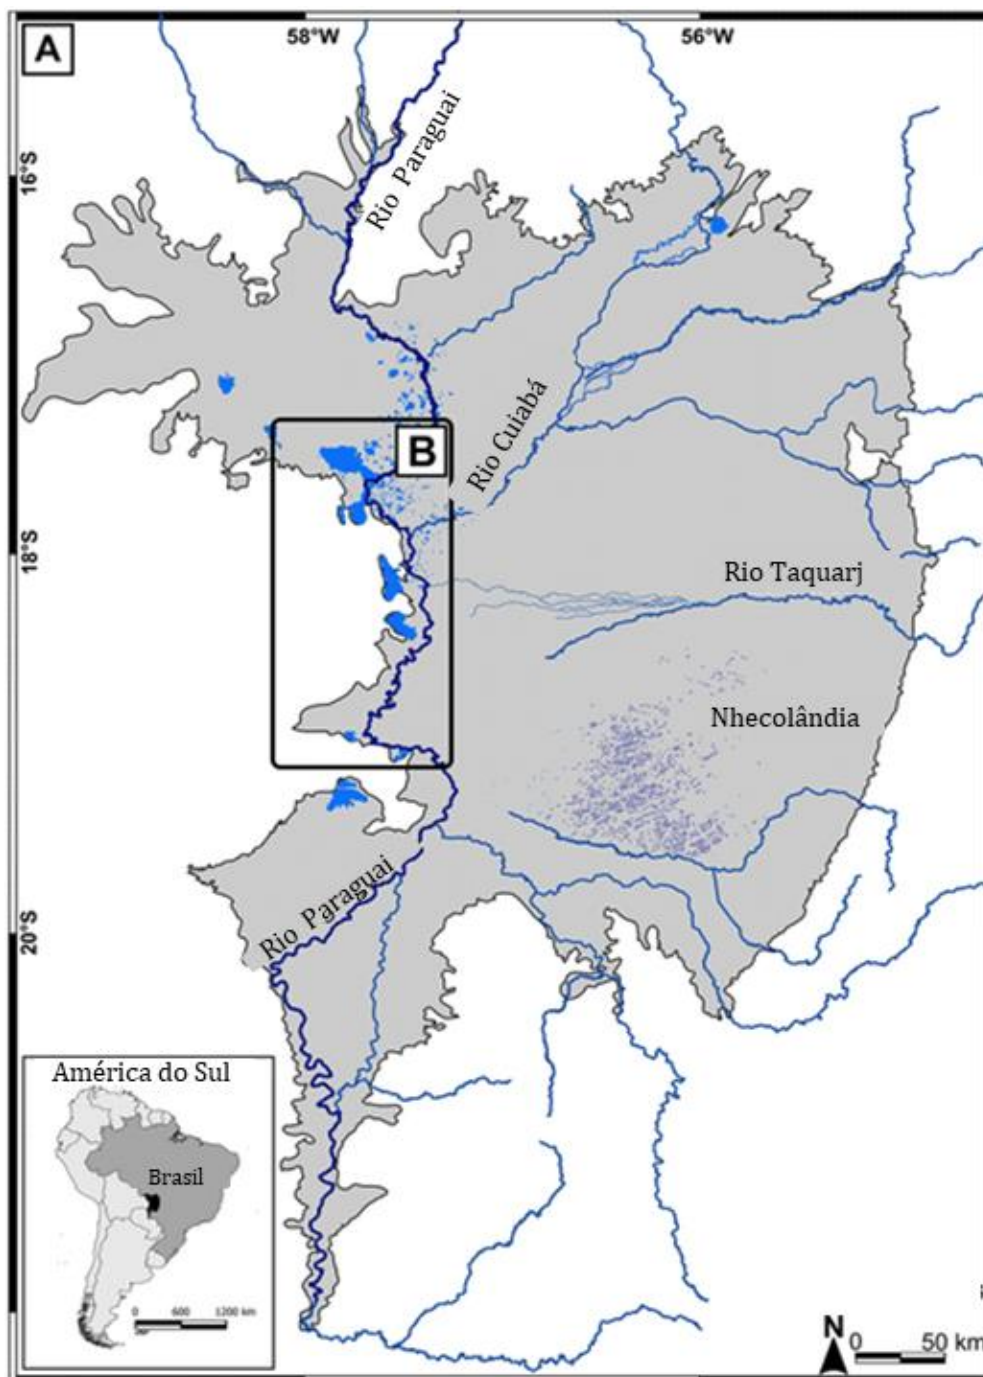 A
58°W
56°W
16°S
Rio Paraguai
Rio Cuiabá
B
18°S
Rio Taquarj
Nhecolândia
Rio Paraguai
20°S
América do Sul
Brasil
0 600 1200 km
N
0 50 km